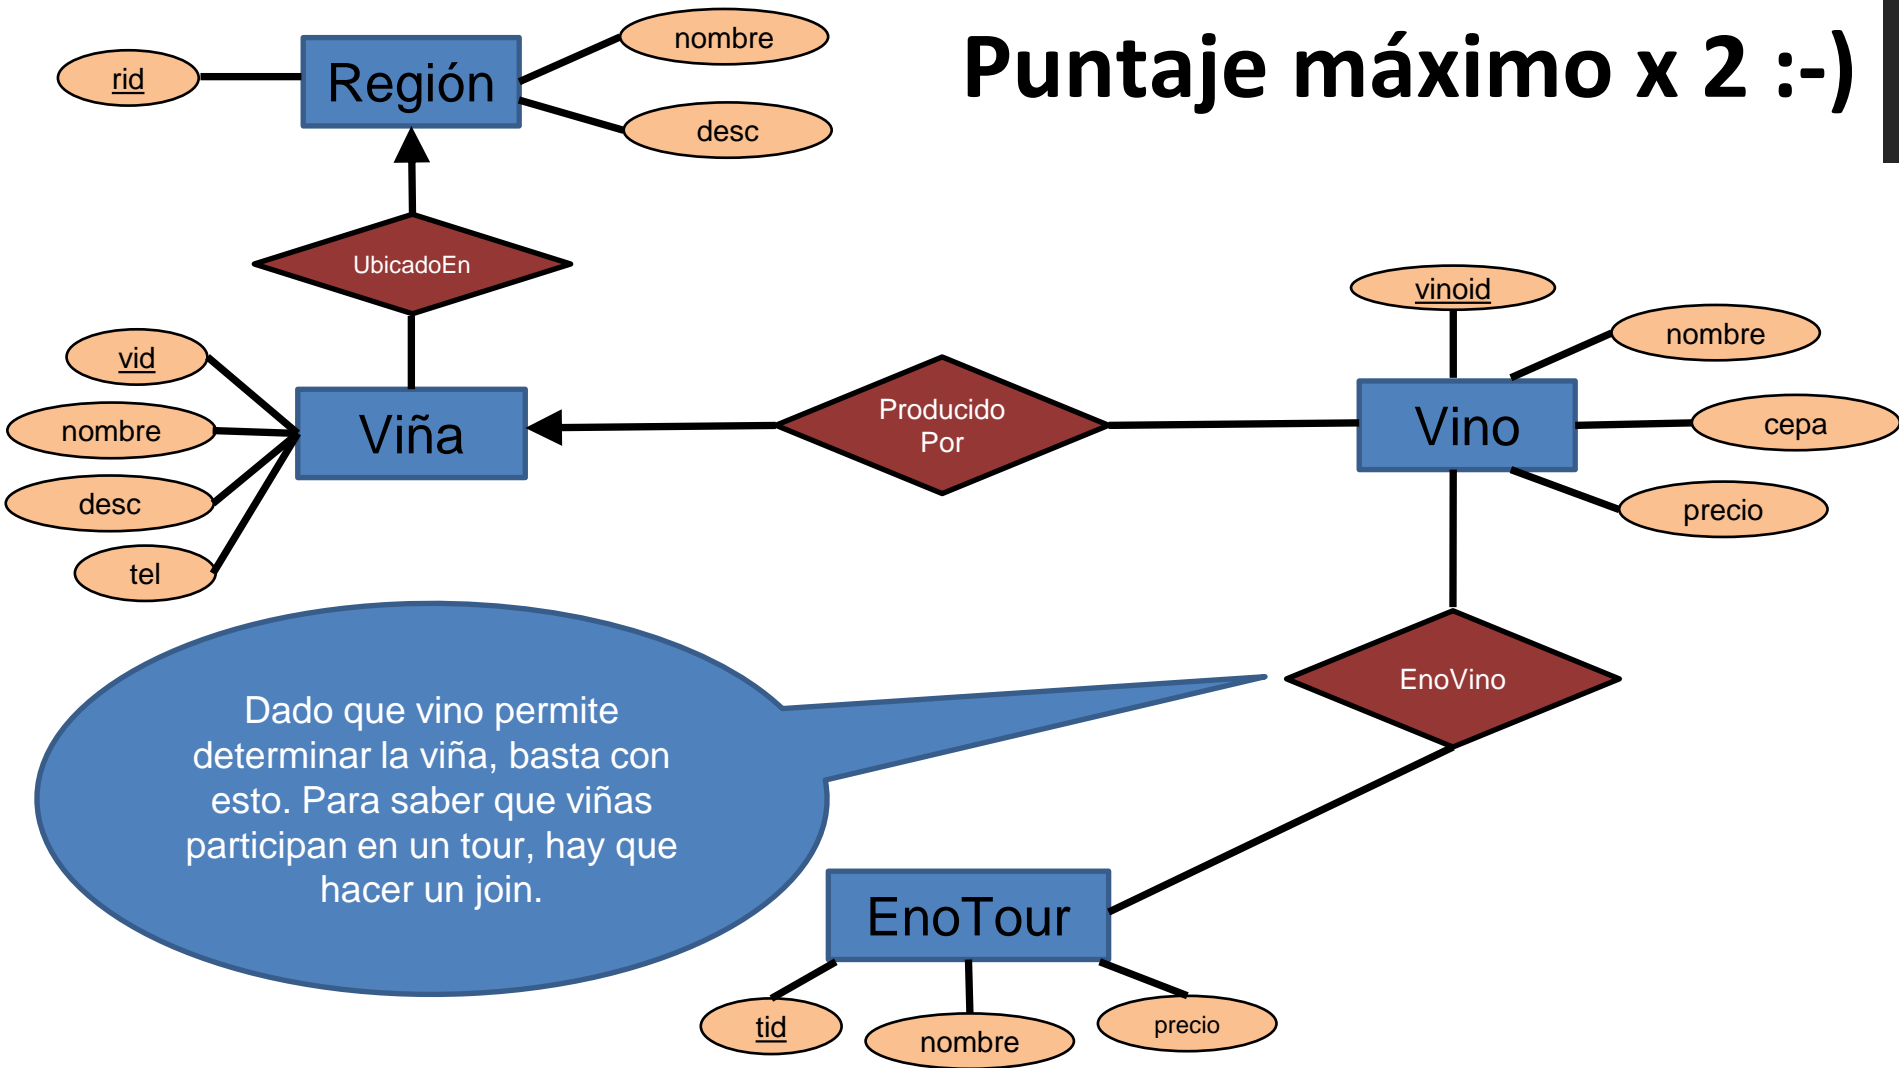 Puntaje máximo x 2 :-)
nombre
rid
Región
desc
UbicadoEn
vinoid
nombre
vid
Producido
Por
Viña
Vino
cepa
nombre
desc
precio
tel
EnoVino
Dado que vino permite
determinar la viña, basta con
esto. Para saber que viñas
participan en un tour, hay que
hacer un join.
EnoTour
tid
nombre
precio